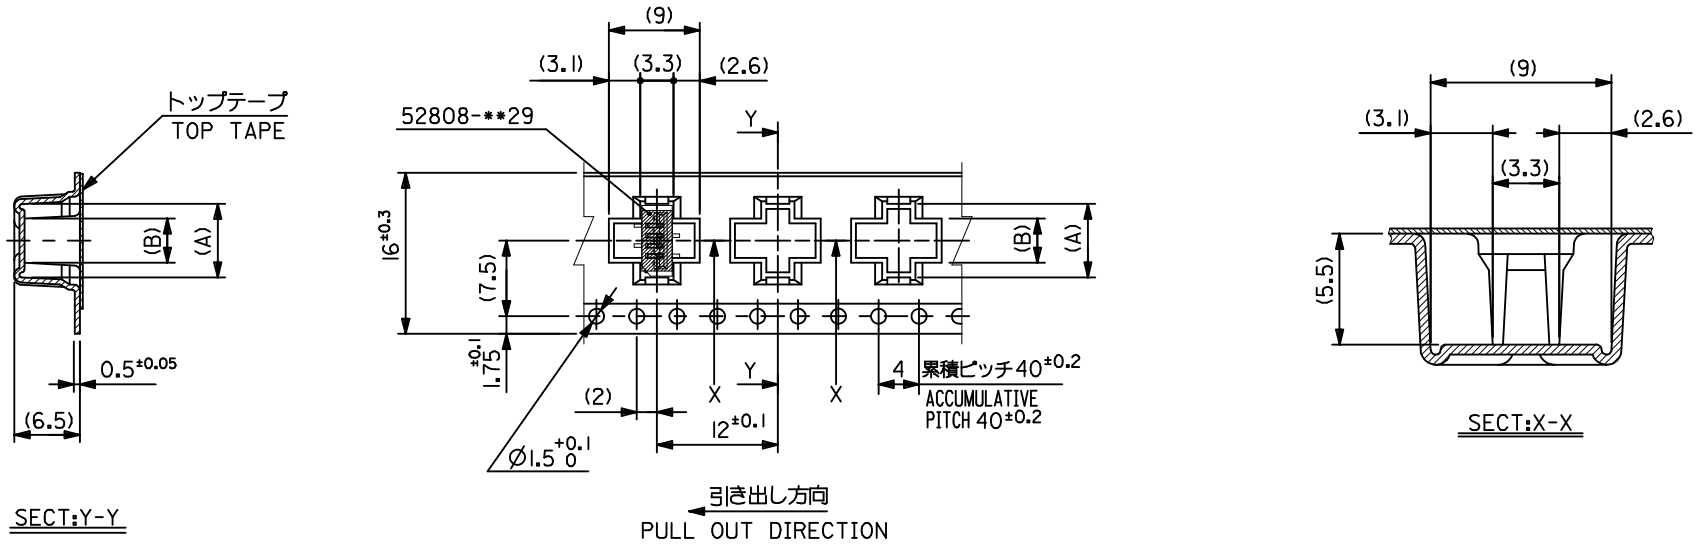 トップテープ
TOP TAPE
(B)
(A)
0.5±0.05
(6.5)
SECT:Y-Y
(9)
(3.1)
(3.3)
(2.6)
52808-**29
Y
16±0.3
(7.5)
1.75±0.1
(B)
(A)
Y
X
X
4
累積ピッチ40±0.2
ACCUMULATIVE
PITCH 40±0.2
(2)
12±0.1
Ø1.5+0.1 0
引き出し方向
PULL OUT DIRECTION
(9)
(3.1)
(2.6)
(3.3)
(5.5)
SECT:X-X